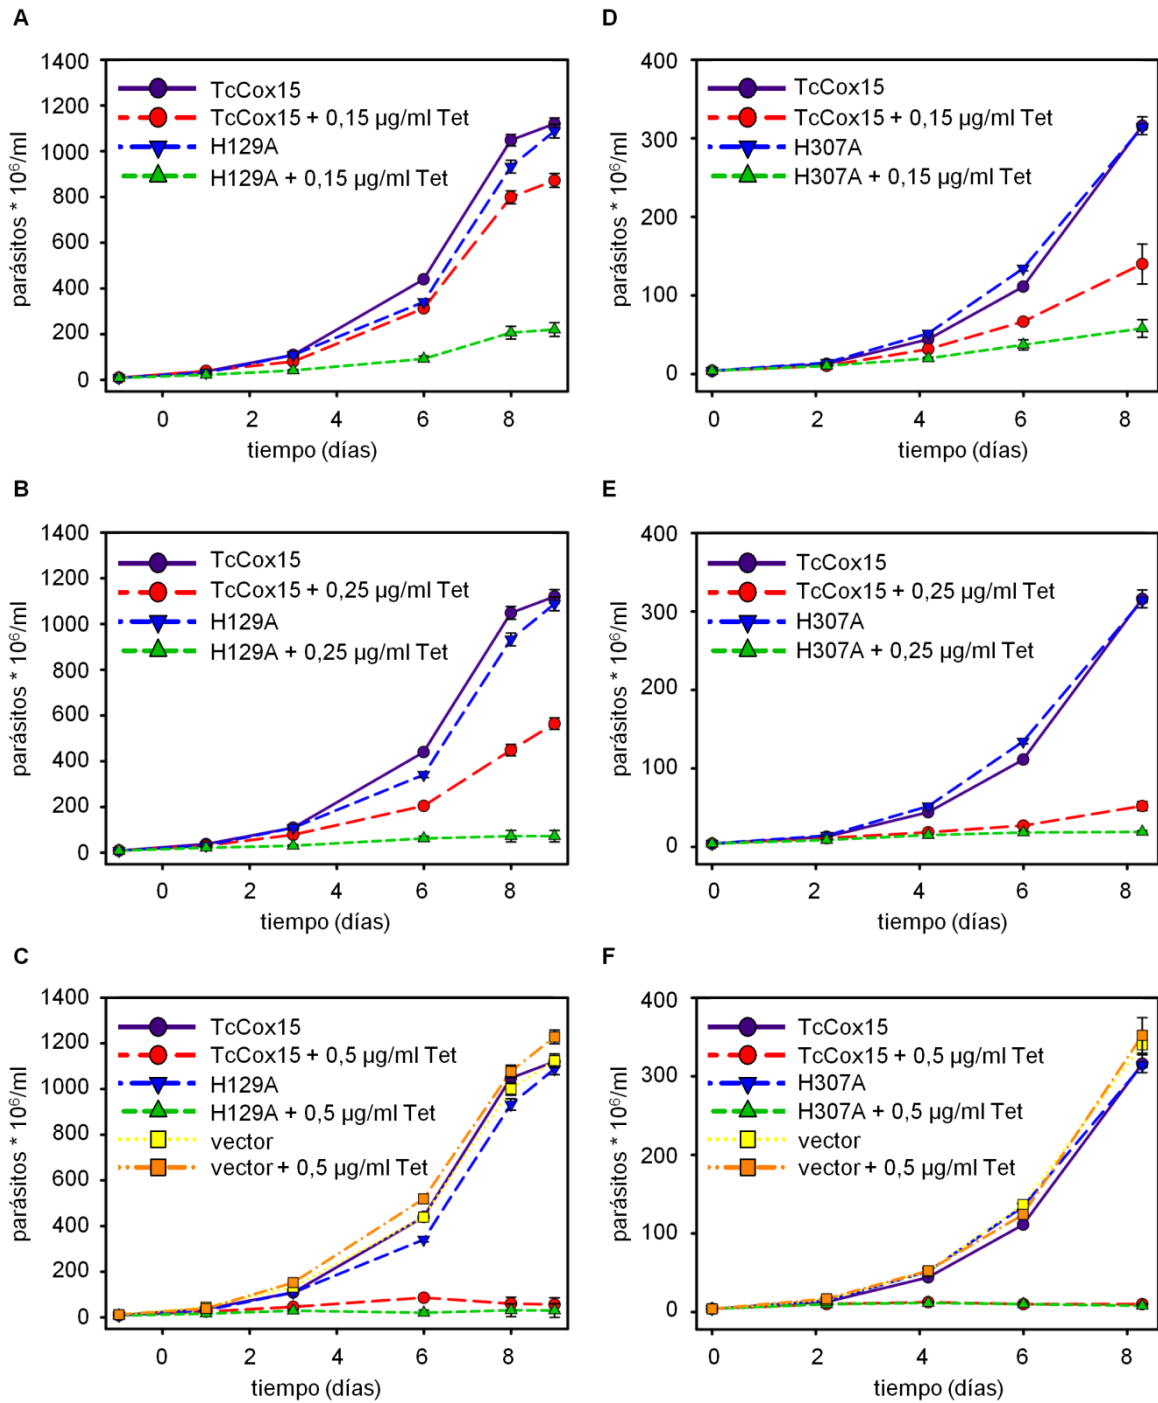 A
1400
1200
1000
800
600
400
200
0
parásitos * 10⁶/ml
TcCox15
TcCox15 + 0,15 µg/ml Tet
H129A
H129A + 0,15 µg/ml Tet
0 2 4 6 8
tiempo (días)
D
400
300
200
100
0
parásitos * 10⁶/ml
TcCox15
TcCox15 + 0,15 µg/ml Tet
H307A
H307A + 0,15 µg/ml Tet
0 2 4 6 8
tiempo (días)
B
1400
1200
1000
800
600
400
200
0
parásitos * 10⁶/ml
TcCox15
TcCox15 + 0,25 µg/ml Tet
H129A
H129A + 0,25 µg/ml Tet
0 2 4 6 8
tiempo (días)
E
400
300
200
100
0
parásitos * 10⁶/ml
TcCox15
TcCox15 + 0,25 µg/ml Tet
H307A
H307A + 0,25 µg/ml Tet
0 2 4 6 8
tiempo (días)
C
1400
1200
1000
800
600
400
200
0
parásitos * 10⁶/ml
TcCox15
TcCox15 + 0,5 µg/ml Tet
H129A
H129A + 0,5 µg/ml Tet
vector
vector + 0,5 µg/ml Tet
0 2 4 6 8
tiempo (días)
F
400
300
200
100
0
parásitos * 10⁶/ml
TcCox15
TcCox15 + 0,5 µg/ml Tet
H307A
H307A + 0,5 µg/ml Tet
vector
vector + 0,5 µg/ml Tet
0 2 4 6 8
tiempo (días)